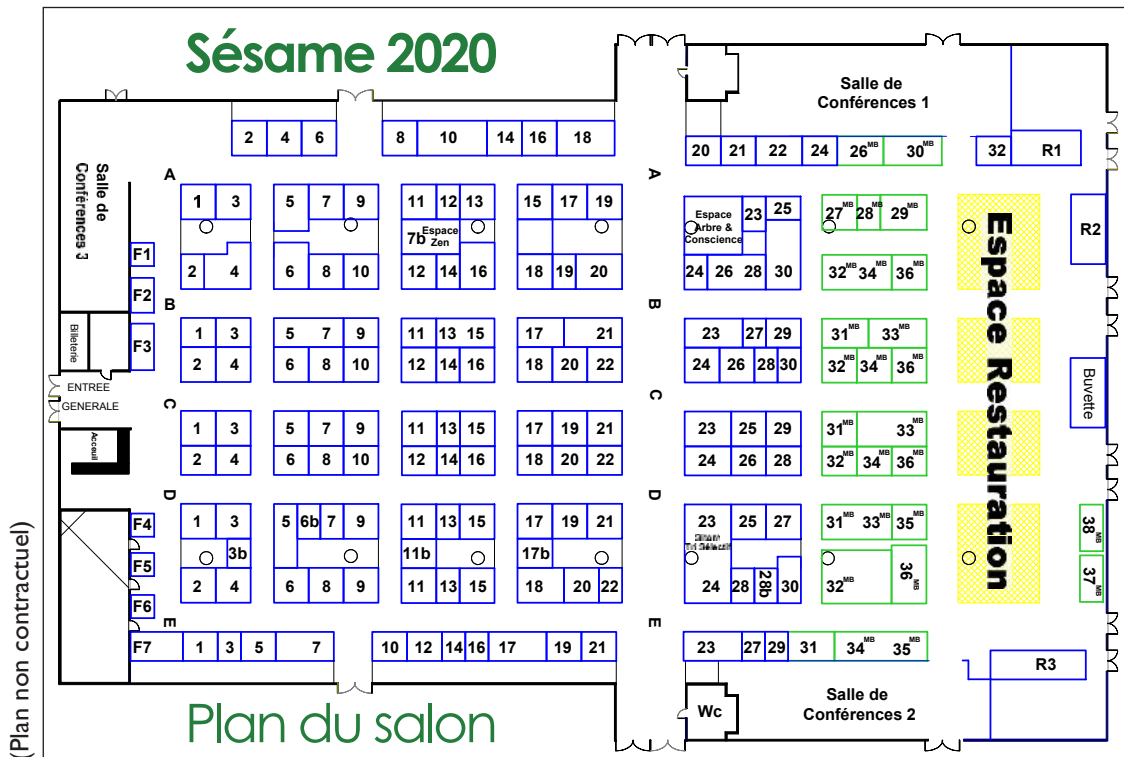 Sésame 2020
Salle de
Conférences 1
2 4 6 8 10 14 16 18 20 21 22 24 26MB 30MB 32 R1
A A
Salle de
Conférences 3
1 3 5 7 9 11 12 13 15 17 19 23 25 27MB 28MB 29MB
Espace
Arbre &
Conscience
R2
7b Espace
Zen
F1
2 4 6 8 10 12 14 16 18 19 20 24 26 28 30 32MB 34MB 36MB
F2
B B
Espace Restauration
Billeterie
F3
1 3 5 7 9 11 13 15 17 21 23 27 29 31MB 33MB
2 4 6 8 10 12 14 16 18 20 22 24 26 28 30 32MB 34MB 36MB
Buvette
ENTREE
GENERALE
C C
Acceuil
1 3 5 7 9 11 13 15 17 19 21 23 25 29 31MB 33MB
2 4 6 8 10 12 14 16 18 20 22 24 26 28 32MB 34MB 36MB
D D
F4
1 3 5 6b 7 9 11 13 15 17 19 21 23 25 27 31MB 33MB 35MB 38MB
3b 11b 17b
F5
2 4 6 8 9 11 13 15 18 20 22 24 28 28b 30 32MB 36MB 37MB
F6
E E
F7 1 3 5 7 10 12 14 16 17 19 21 23 27 29 31 34MB 35MB R3
Wc
Salle de
Conférences 2
Plan du salon
(Plan non contractuel)